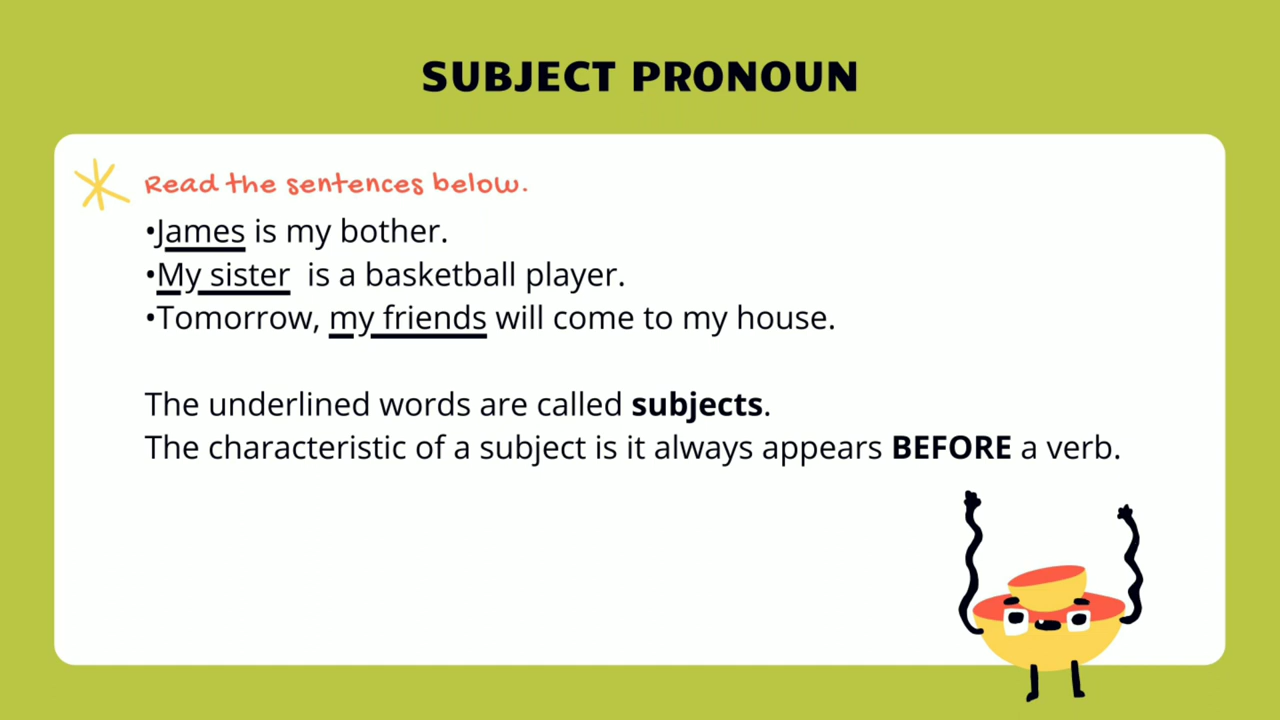 SUBJECT PRONOUN
Read the sentences below.
•James is my bother.
•My sister is a basketball player.
•Tomorrow, my friends will come to my house.
The underlined words are called subjects.
The characteristic of a subject is it always appears BEFORE a verb.